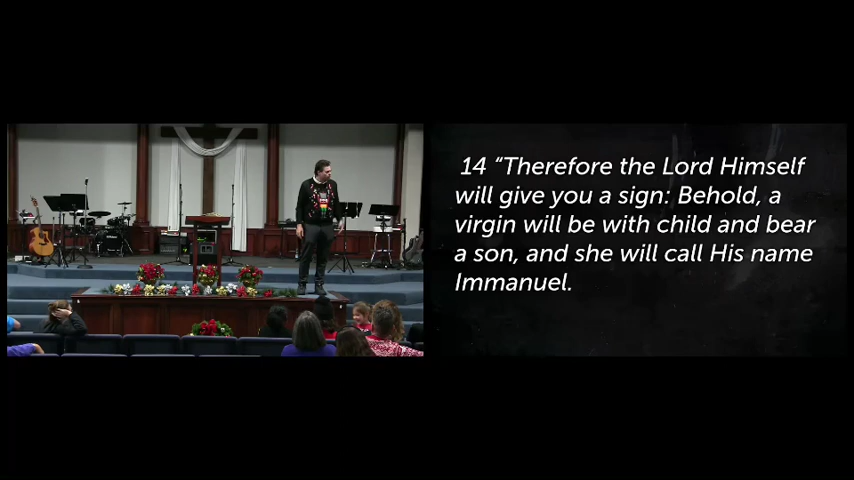 14 “Therefore the Lord Himself
will give you a sign: Behold, a
virgin will be with child and bear
a son, and she will call His name
Immanuel.